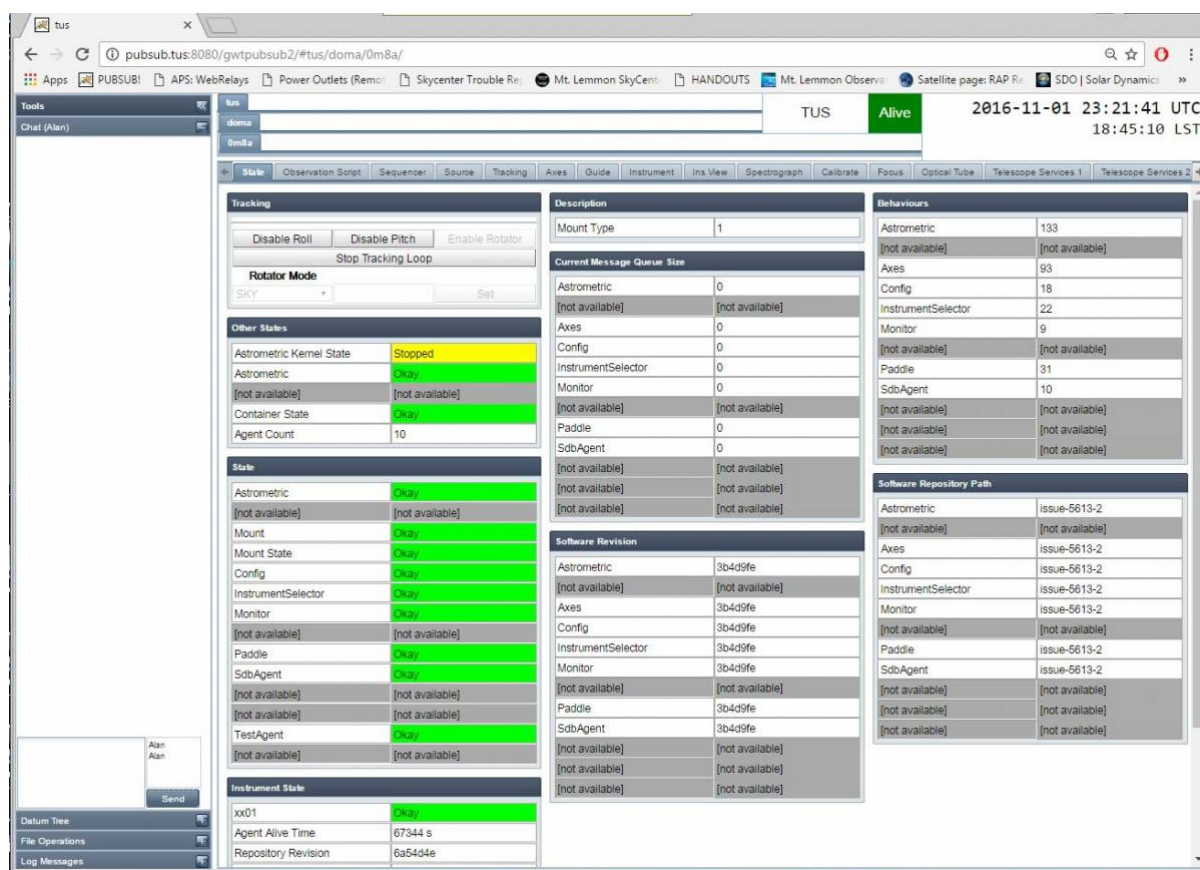 tus
pubsub.tus:8080/gwtpubsub2/#tus/doma/0m8a/
Apps PUBSUB! APS: WebRelays Power Outlets (Remot Skycenter Trouble Re Mt. Lemmon SkyCent HANDOUTS Mt. Lemmon Observa Satellite page: RAP Re SDO | Solar Dynamics »
Tools
Chat (Alan)
tus
doma
0m8a
TUS Alive
2016-11-01 23:21:41 UTC
18:45:10 LST
State Observation Script Sequencer Source Tracking Axes Guide Instrument Ins View Spectrograph Calibrate Focus Optical Tube Telescope Services 1 Telescope Services 2
Tracking
Disable Roll Disable Pitch Enable Rotator
Stop Tracking Loop
Rotator Mode
SKY Set
Other States
Astrometric Kernel State Stopped
Astrometric Okay
[not available] [not available]
Container State Okay
Agent Count 10
State
Astrometric Okay
[not available] [not available]
Mount Okay
Mount State Okay
Config Okay
InstrumentSelector Okay
Monitor Okay
[not available] [not available]
Paddle Okay
SdbAgent Okay
[not available] [not available]
[not available] [not available]
TestAgent Okay
[not available] [not available]
Instrument State
xx01 Okay
Agent Alive Time 67344 s
Repository Revision 6a54d4e
Description
Mount Type 1
Current Message Queue Size
Astrometric 0
[not available] [not available]
Axes 0
Config 0
InstrumentSelector 0
Monitor 0
[not available] [not available]
Paddle 0
SdbAgent 0
[not available] [not available]
[not available] [not available]
[not available] [not available]
Software Revision
Astrometric 3b4d9fe
[not available] [not available]
Axes 3b4d9fe
Config 3b4d9fe
InstrumentSelector 3b4d9fe
Monitor 3b4d9fe
[not available] [not available]
Paddle 3b4d9fe
SdbAgent 3b4d9fe
[not available] [not available]
[not available] [not available]
[not available] [not available]
Behaviours
Astrometric 133
[not available] [not available]
Axes 93
Config 18
InstrumentSelector 22
Monitor 9
[not available] [not available]
Paddle 31
SdbAgent 10
[not available] [not available]
[not available] [not available]
[not available] [not available]
Software Repository Path
Astrometric issue-5613-2
[not available] [not available]
Axes issue-5613-2
Config issue-5613-2
InstrumentSelector issue-5613-2
Monitor issue-5613-2
[not available] [not available]
Paddle issue-5613-2
SdbAgent issue-5613-2
[not available] [not available]
[not available] [not available]
[not available] [not available]
Alan
Alan
Send
Datum Tree
File Operations
Log Messages